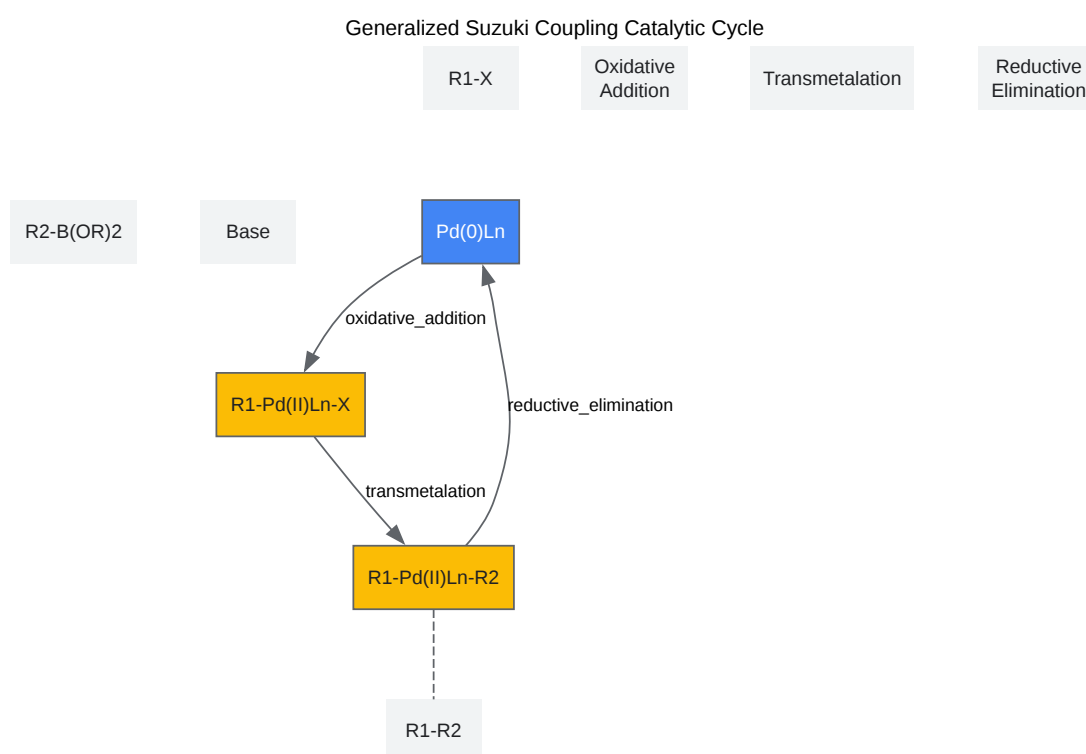 Generalized Suzuki Coupling Catalytic Cycle
R1-X
Oxidative
Addition
Transmetalation
Reductive
Elimination
R2-B(OR)2
Base
Pd(0)Ln
oxidative_addition
R1-Pd(II)Ln-X
reductive_elimination
transmetalation
R1-Pd(II)Ln-R2
R1-R2